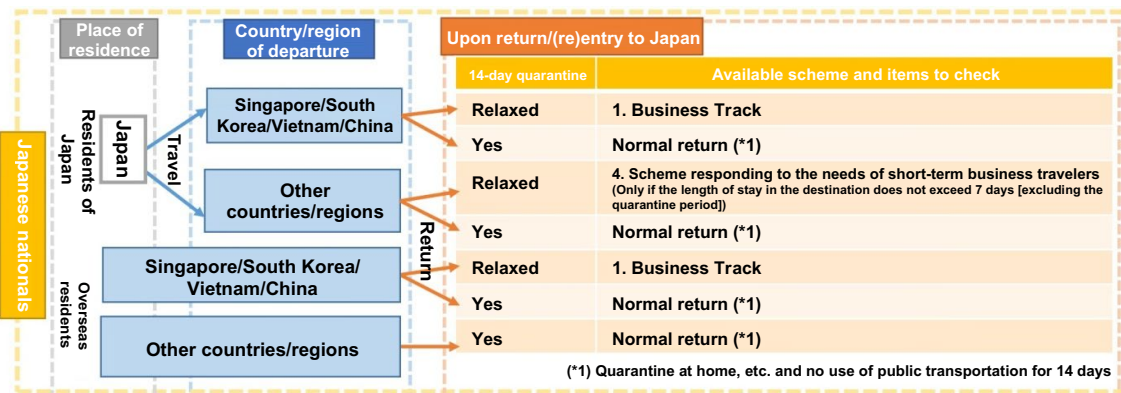 Place of
residence
Country/region
of departure
Upon return/(re)entry to Japan
14-day quarantine
Available scheme and items to check
Japanese nationals
Residents of
Japan
Japan
Travel
Singapore/South
Korea/Vietnam/China
Relaxed
1. Business Track
Yes
Normal return (*1)
Other
countries/regions
Return
Relaxed
4. Scheme responding to the needs of short-term business travelers
(Only if the length of stay in the destination does not exceed 7 days [excluding the
quarantine period])
Yes
Normal return (*1)
Overseas
residents
Singapore/South Korea/
Vietnam/China
Relaxed
1. Business Track
Yes
Normal return (*1)
Other countries/regions
Yes
Normal return (*1)
(*1) Quarantine at home, etc. and no use of public transportation for 14 days